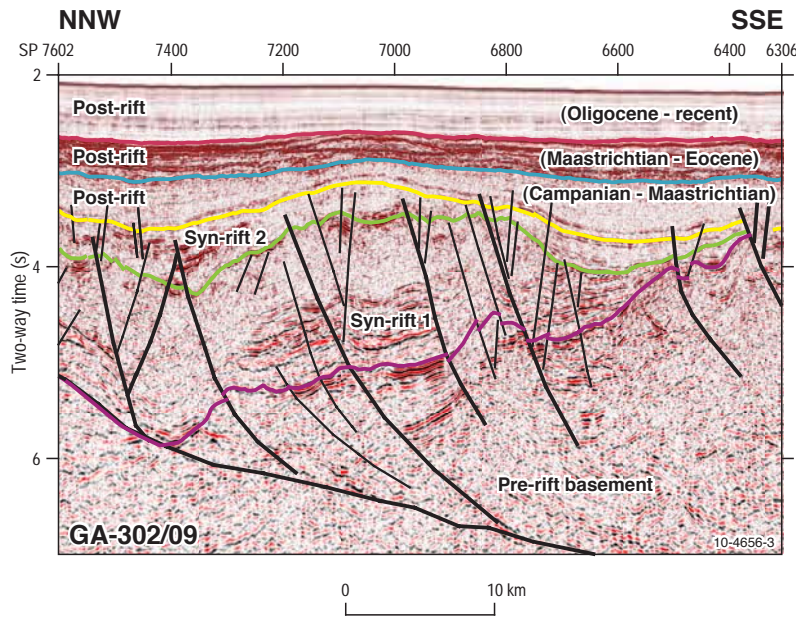 NNW SSE
SP 7602 7400 7200 7000 6800 6600 6400 6306
2
Post-rift (Oligocene - recent)
Post-rift (Maastrichtian - Eocene)
Post-rift (Campanian - Maastrichtian)
Syn-rift 2
4
Syn-rift 1
Two-way time (s)
6
Pre-rift basement
GA-302/09 10-4656-3
0 10 km